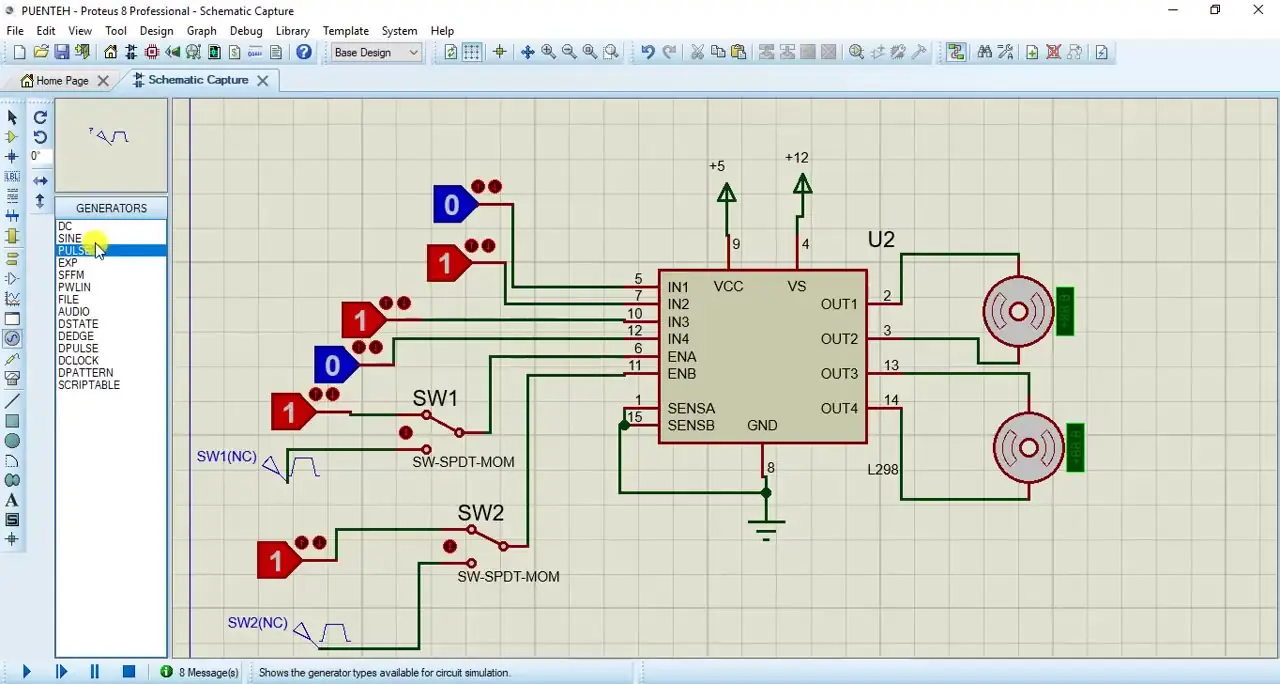 PUENTEH - Proteus 8 Professional - Schematic Capture
File Edit View Tool Design Graph Debug Library Template System Help
Base Design
Home Page
Schematic Capture
0°
GENERATORS
DC
SINE
PULSE
EXP
SFFM
PWLIN
FILE
AUDIO
DSTATE
DEDGE
DPULSE
DCLOCK
DPATTERN
SCRIPTABLE
LBL
A
S
?
+5
+12
0
1
1
0
1
1
SW1
SW-SPDT-MOM
SW1(NC)
SW2
SW-SPDT-MOM
SW2(NC)
U2
9
4
5
7
10
12
6
11
1
15
8
2
3
13
14
VCC
VS
IN1
IN2
IN3
IN4
ENA
ENB
SENSA
SENSB
GND
OUT1
OUT2
OUT3
OUT4
L298
8 Message(s)
Shows the generator types available for circuit simulation.